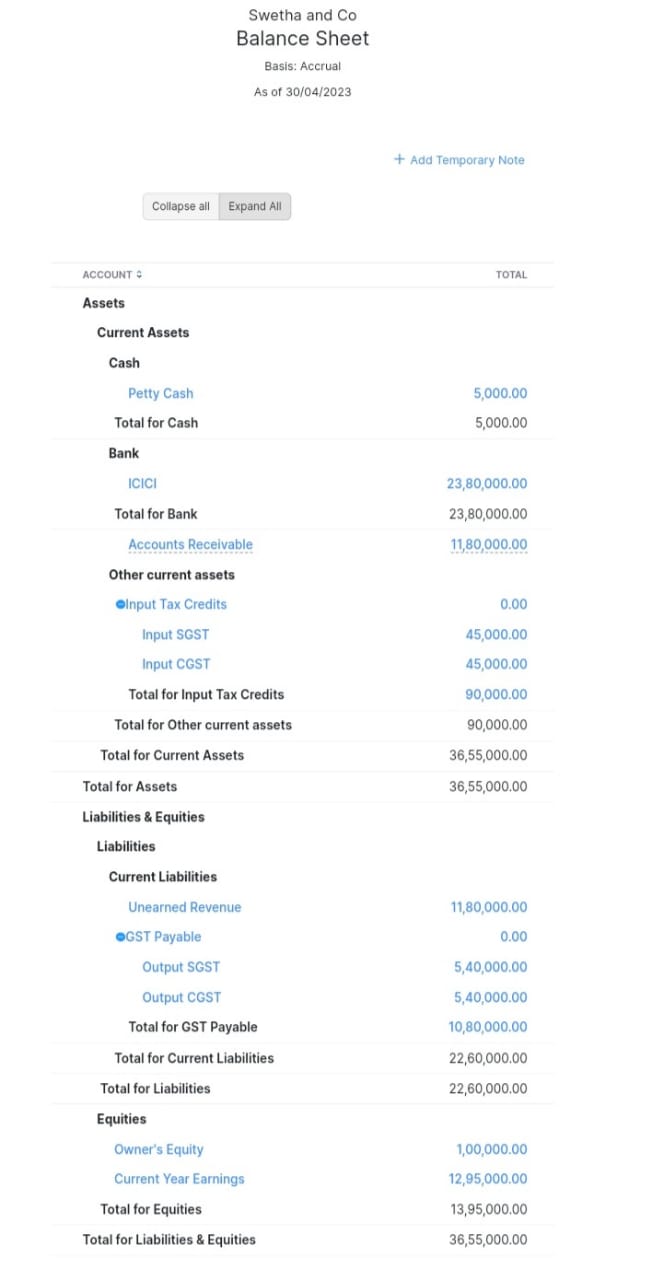 Swetha and Co
Balance Sheet
Basis: Accrual
As of 30/04/2023
+ Add Temporary Note
Collapse all Expand All
ACCOUNT TOTAL
Assets
Current Assets
Cash
Petty Cash 5,000.00
Total for Cash 5,000.00
Bank
ICICI 23,80,000.00
Total for Bank 23,80,000.00
Accounts Receivable 11,80,000.00
Other current assets
Input Tax Credits 0.00
Input SGST 45,000.00
Input CGST 45,000.00
Total for Input Tax Credits 90,000.00
Total for Other current assets 90,000.00
Total for Current Assets 36,55,000.00
Total for Assets 36,55,000.00
Liabilities & Equities
Liabilities
Current Liabilities
Unearned Revenue 11,80,000.00
GST Payable 0.00
Output SGST 5,40,000.00
Output CGST 5,40,000.00
Total for GST Payable 10,80,000.00
Total for Current Liabilities 22,60,000.00
Total for Liabilities 22,60,000.00
Equities
Owner's Equity 1,00,000.00
Current Year Earnings 12,95,000.00
Total for Equities 13,95,000.00
Total for Liabilities & Equities 36,55,000.00